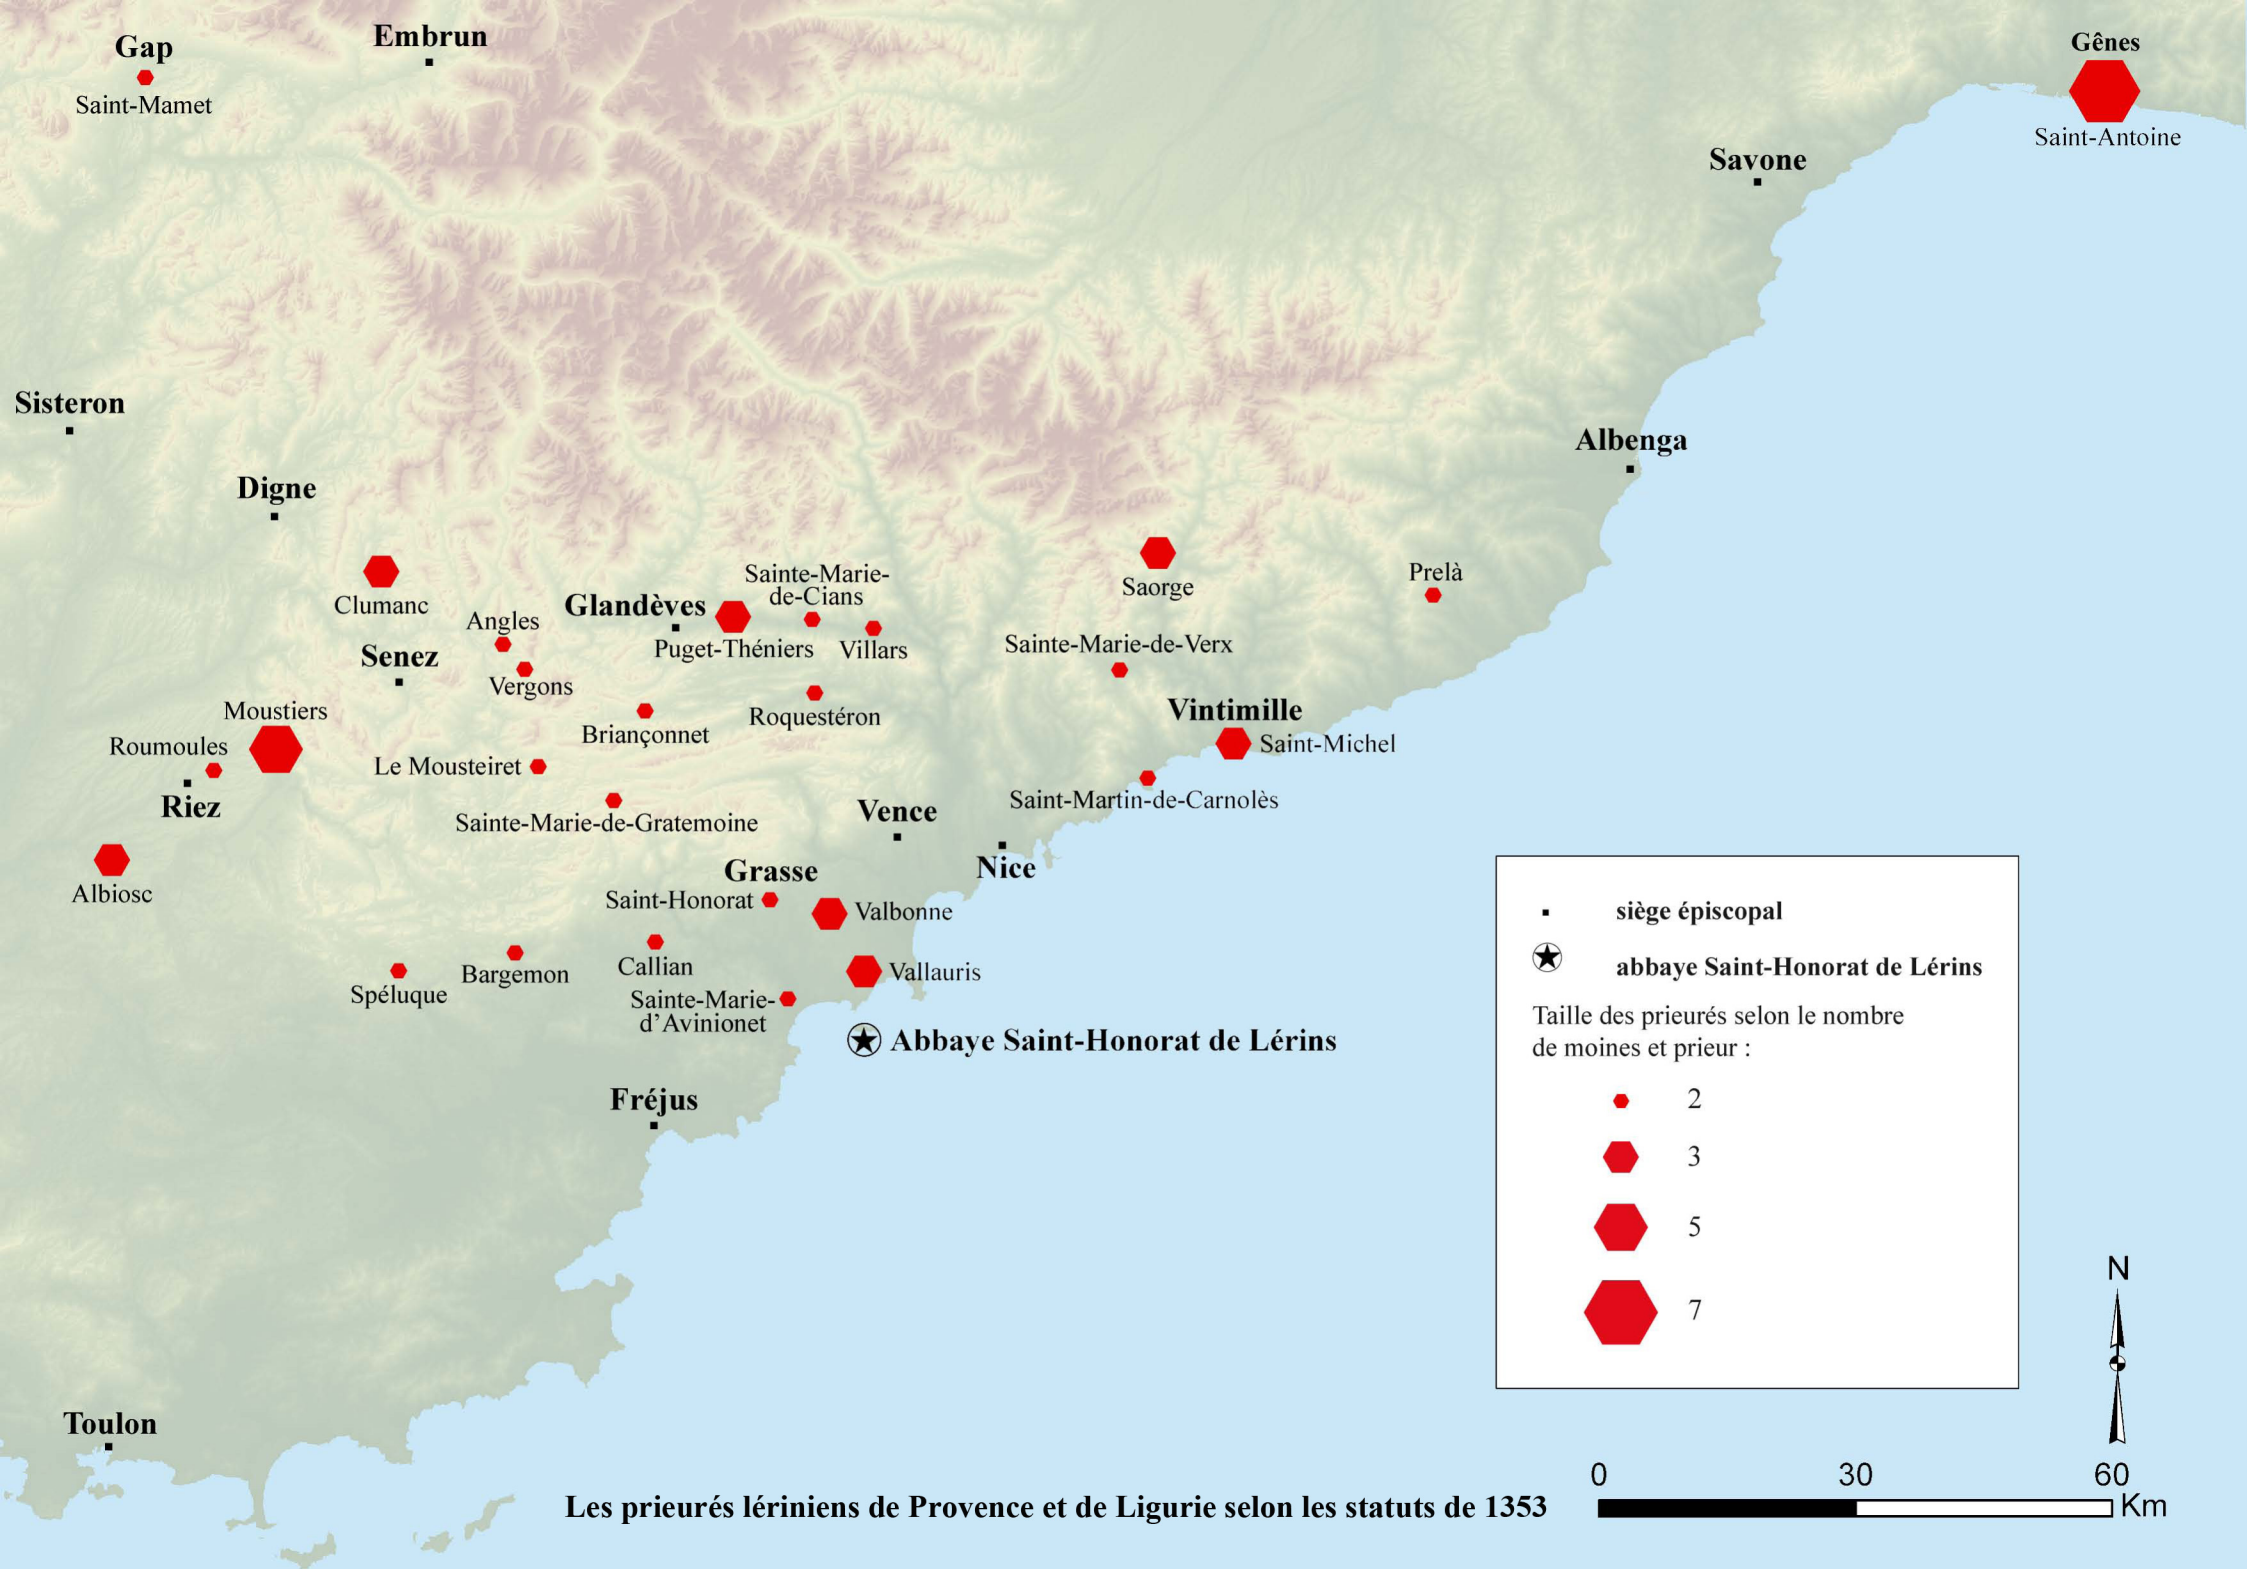 Gap
Saint-Mamet
Embrun
Gênes
Saint-Antoine
Savone
Sisteron
Albenga
Digne
Clumanc
Angles
Glandèves
Sainte-Marie-
de-Cians
Puget-Théniers
Villars
Saorge
Prelà
Senez
Vergons
Sainte-Marie-de-Verx
Moustiers
Roumoules
Riez
Briançonnet
Roquestéron
Vintimille
Saint-Michel
Le Mousteiret
Saint-Martin-de-Carnolès
Sainte-Marie-de-Gratemoine
Vence
Nice
Albiosc
Grasse
Saint-Honorat
Valbonne
Callian
Bargemon
Spéluque
Vallauris
Sainte-Marie-
d'Avinionet
Abbaye Saint-Honorat de Lérins
Fréjus
Toulon
siège épiscopal
abbaye Saint-Honorat de Lérins
Taille des prieurés selon le nombre
de moines et prieur :
2
3
5
7
N
0 30 60
Km
Les prieurés lériniens de Provence et de Ligurie selon les statuts de 1353